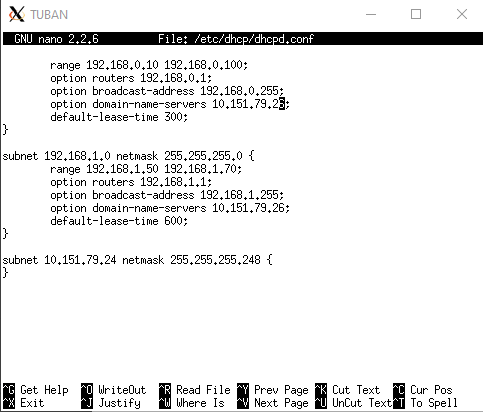 TUBAN
GNU nano 2.2.6 File: /etc/dhcp/dhcpd.conf
range 192.168.0.10 192.168.0.100;
option routers 192.168.0.1;
option broadcast-address 192.168.0.255;
option domain-name-servers 10.151.79.26;
default-lease-time 300;
}
subnet 192.168.1.0 netmask 255.255.255.0 {
range 192.168.1.50 192.168.1.70;
option routers 192.168.1.1;
option broadcast-address 192.168.1.255;
option domain-name-servers 10.151.79.26;
default-lease-time 600;
}
subnet 10.151.79.24 netmask 255.255.255.248 {
}
^G Get Help ^O WriteOut ^R Read File ^Y Prev Page ^K Cut Text ^C Cur Pos
^X Exit ^J Justify ^W Where Is ^V Next Page ^U UnCut Text ^T To Spell